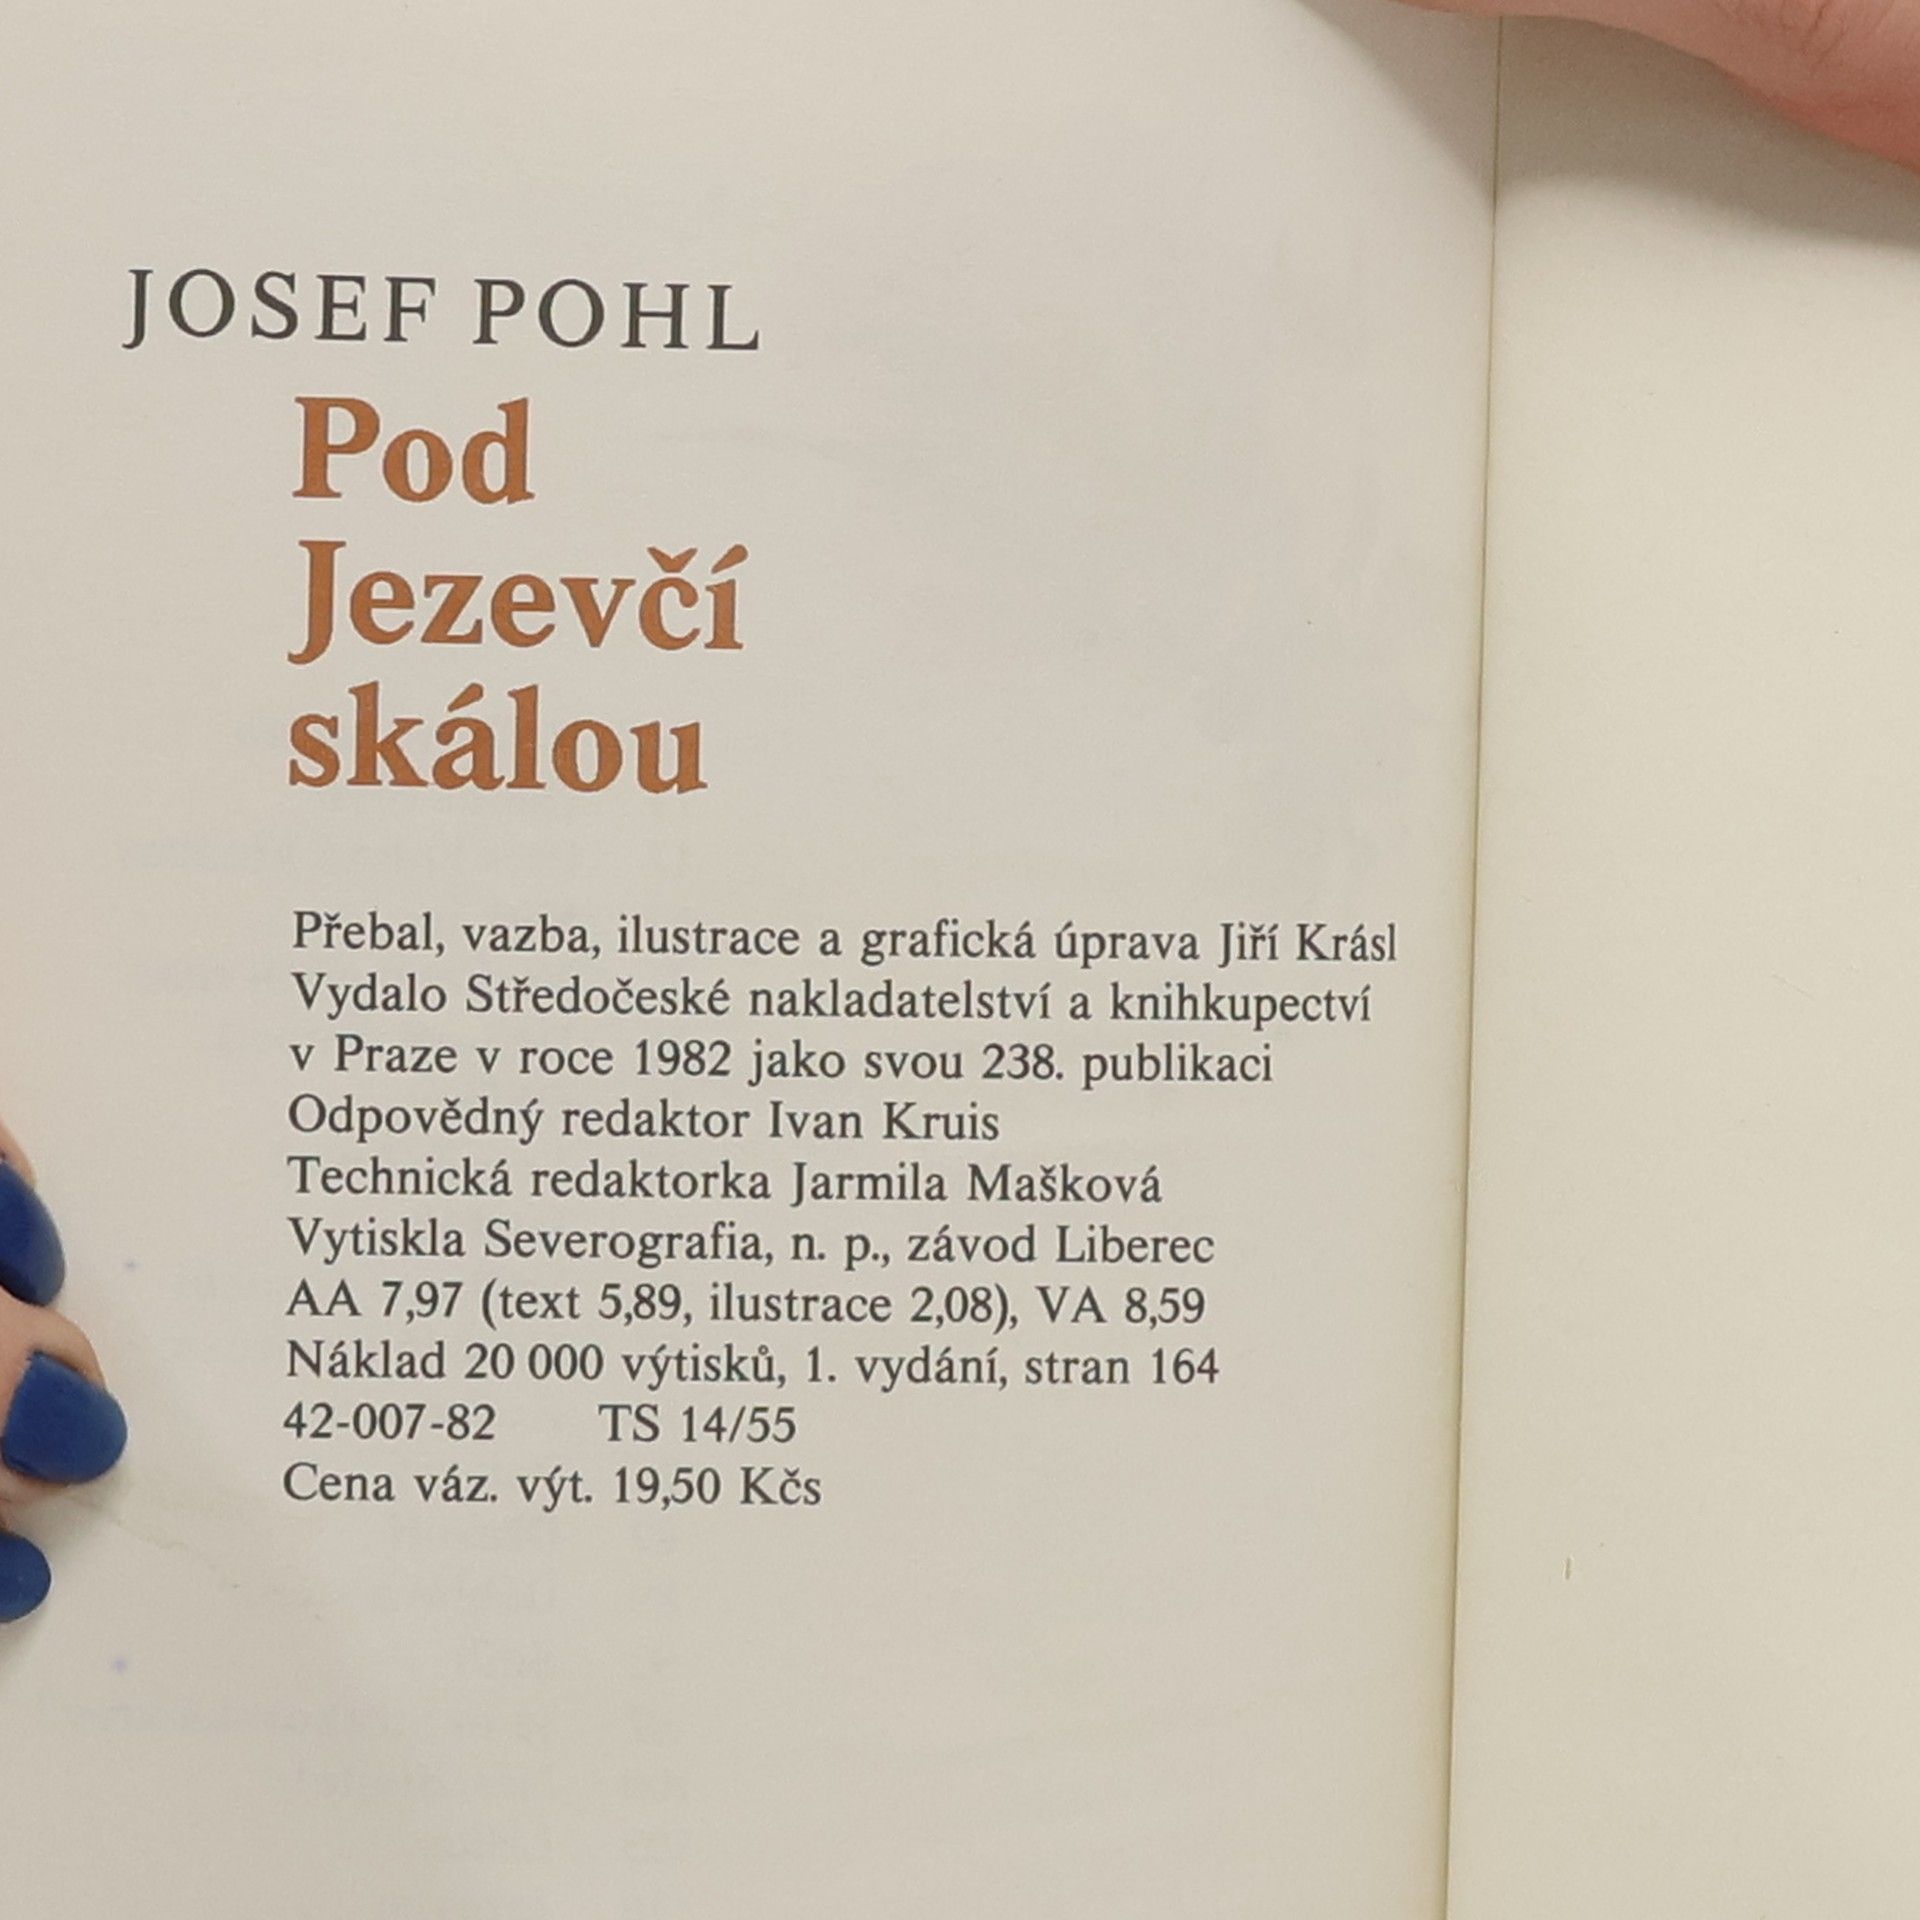 JOSEF POHL
Pod
Jezevčí
skálou
Přebal, vazba, ilustrace a grafická úprava Jiří Krásl
Vydalo Středočeské nakladatelství a knihkupectví
v Praze v roce 1982 jako svou 238. publikaci
Odpovědný redaktor Ivan Kruis
Technická redaktorka Jarmila Mašková
Vytiskla Severografia, n. p., závod Liberec
AA 7,97 (text 5,89, ilustrace 2,08), VA 8,59
Náklad 20 000 výtisků, 1. vydání, stran 164
42-007-82 TS 14/55
Cena váz. výt. 19,50 Kčs